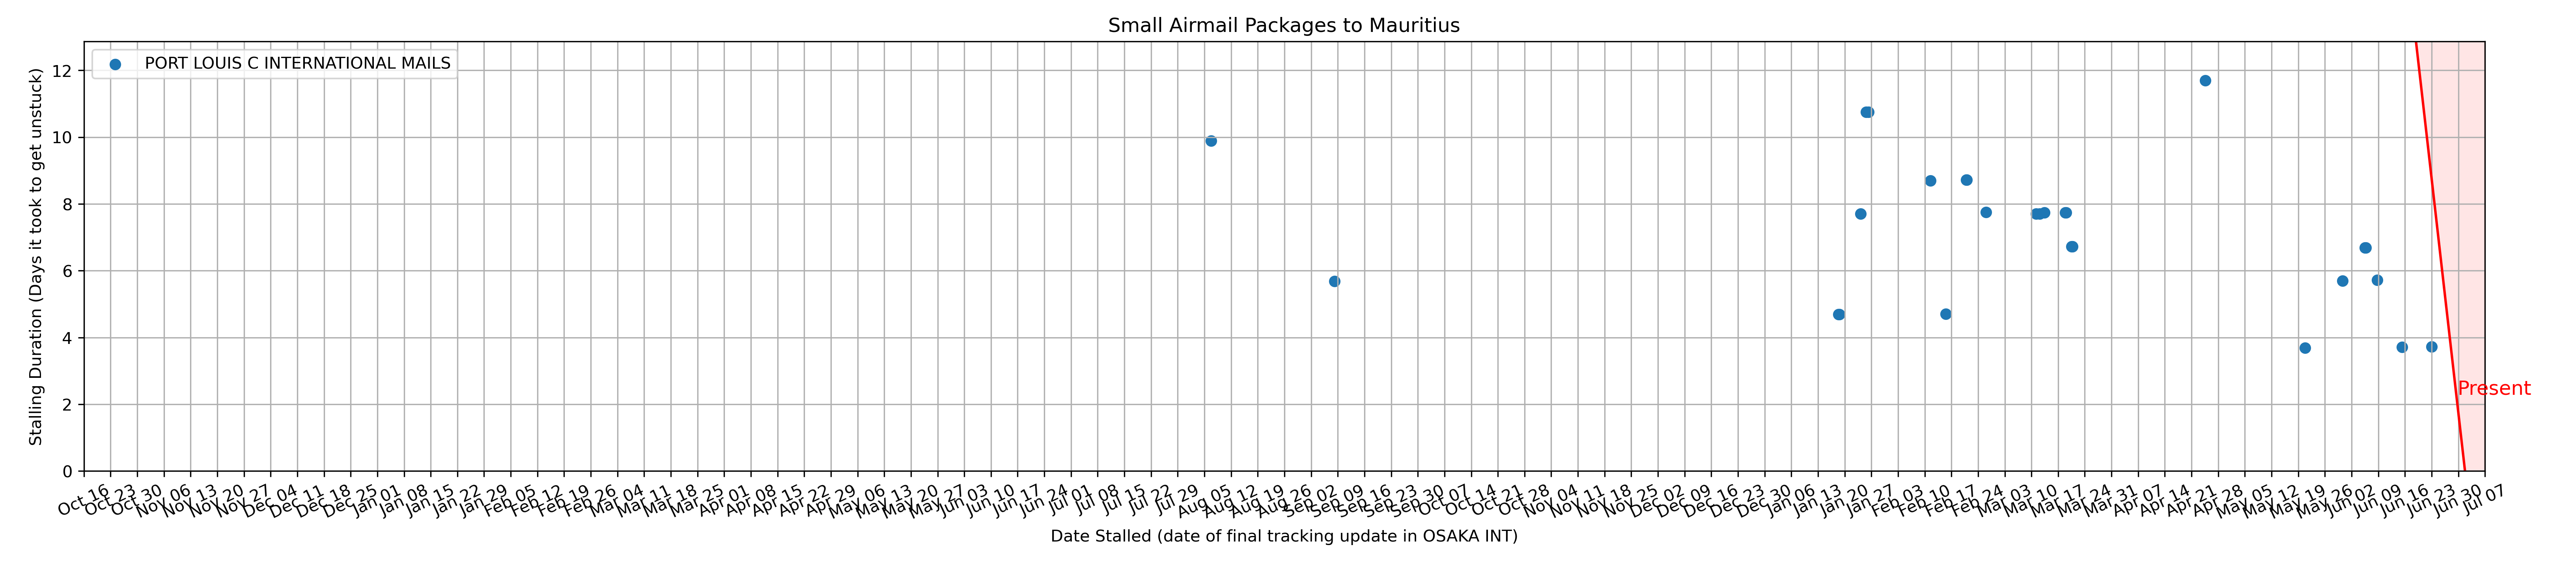 Small Airmail Packages to Mauritius
PORT LOUIS C INTERNATIONAL MAILS
Stalling Duration (Days it took to get unstuck)
12
10
8
6
4
2
0
Present
Oct 16
Oct 23
Oct 30
Nov 06
Nov 13
Nov 20
Nov 27
Dec 04
Dec 11
Dec 18
Dec 25
Jan 01
Jan 08
Jan 15
Jan 22
Jan 29
Feb 05
Feb 12
Feb 19
Feb 26
Mar 04
Mar 11
Mar 18
Mar 25
Apr 01
Apr 08
Apr 15
Apr 22
Apr 29
May 06
May 13
May 20
May 27
Jun 03
Jun 10
Jun 17
Jun 24
Jul 01
Jul 08
Jul 15
Jul 22
Jul 29
Aug 05
Aug 12
Aug 19
Aug 26
Sep 02
Sep 09
Sep 16
Sep 23
Sep 30
Oct 07
Oct 14
Oct 21
Oct 28
Nov 04
Nov 11
Nov 18
Nov 25
Dec 02
Dec 09
Dec 16
Dec 23
Dec 30
Jan 06
Jan 13
Jan 20
Jan 27
Feb 03
Feb 10
Feb 17
Feb 24
Mar 03
Mar 10
Mar 17
Mar 24
Mar 31
Apr 07
Apr 14
Apr 21
Apr 28
May 05
May 12
May 19
May 26
Jun 02
Jun 09
Jun 16
Jun 23
Jun 30
Jul 07
Date Stalled (date of final tracking update in OSAKA INT)